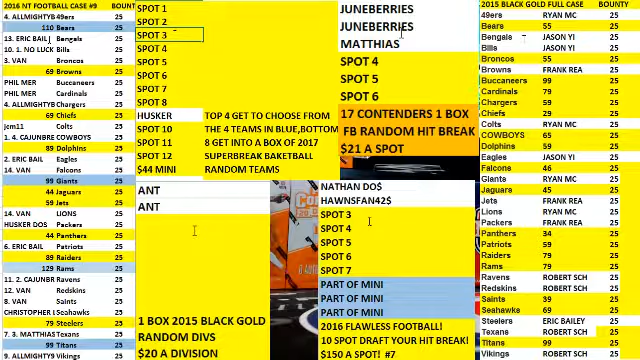 2016 NT FOOTBALL CASE #9 BOUNTY
4. ALLMIGHTYB 49ers 25
110 Bears 25
13. ERIC BAIL Bengals 25
10. 1. NO LUCK Bills 25
3. VAN Broncos 25
69 Browns 25
PHIL MER Buccaneers 25
PHIL MER Cardinals 25
4. ALLMIGHTYB Chargers 25
69 Chiefs 25
jcm11 Colts 25
1. 4. CAJUNBRE COWBOYS 25
89 Dolphins 25
2. ERIC BAIL Eagles 25
14. VAN Falcons 25
99 Giants 25
44 Jaguars 25
59 Jets 25
14. VAN LIONS 25
HUSKER DOS Packers 25
44 Panthers 25
6. ERIC BAIL Patriots 25
89 Raiders 25
129 Rams 25
11. 2. CAJUNBR Ravens 25
12. VAN Redskins 25
8. VAN Saints 25
CHRISTOPHER I Seahawks 25
79 Steelers 25
7. 3. MATTHIAS Texans 25
99 Titans 25
9. ALLMIGHTY Vikings 25
SPOT 1
SPOT 2
SPOT 3
SPOT 4
SPOT 5
SPOT 6
SPOT 7
SPOT 8
HUSKER TOP 4 GET TO CHOOSE FROM
SPOT 10 THE 4 TEAMS IN BLUE,BOTTOM
SPOT 11 8 GET INTO A BOX OF 2017
SPOT 12 SUPERBREAK BAKETBALL
$44 MINI RANDOM TEAMS
JUNEBERRIES
JUNEBERRIES
MATTHIAS
SPOT 4
SPOT 5
SPOT 6
17 CONTENDERS 1 BOX
FB RANDOM HIT BREAK
$21 A SPOT
ANT
ANT
1 BOX 2015 BLACK GOLD
RANDOM DIVS
$20 A DIVISION
NATHAN DO$
HAWNSFAN42$
SPOT 3
SPOT 4
SPOT 5
SPOT 6
SPOT 7
PART OF MINI
PART OF MINI
PART OF MINI
2016 FLAWLESS FOOTBALL!
10 SPOT DRAFT YOUR HIT BREAK!
$150 A SPOT! #7
2015 BLACK GOLD FULL CASE BOUNTY
49ers RYAN MC 25
Bears 55 25
Bengals JASON YI 25
Bills JASON YI 25
Broncos 55 25
Browns FRANK REA 25
Buccaneers 99 25
Cardinals 79 25
Chargers 59 25
Chiefs 29 25
Colts RYAN MC 25
COWBOYS 65 25
Dolphins 59 25
Eagles JASON YI 25
Falcons 46 25
Giants RYAN MC 25
Jaguars 45 25
Jets FRANK REA 25
Lions RYAN MC 25
Packers FRANK REA 25
Panthers 34 25
Patriots 59 25
Raiders 79 25
Rams 79 25
Ravens ROBERT SCH 25
Redskins ROBERT SCH 25
Saints 39 25
Seahawks 69 25
Steelers ERIC BAILEY 25
Texans ROBERT SCH 25
Titans 99 25
Vikings ROBERT SCH 25